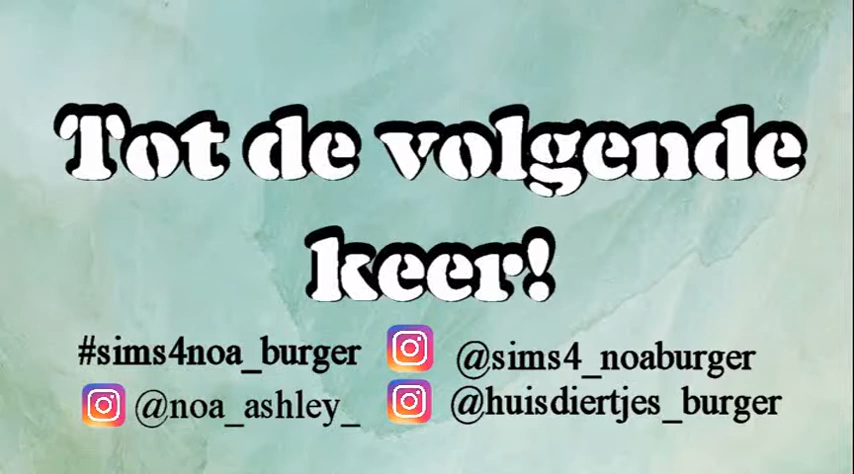 Tot de volgende
keer!
#sims4noa_burger @sims4_noaburger
@noa_ashley_ @huisdiertjes_burger